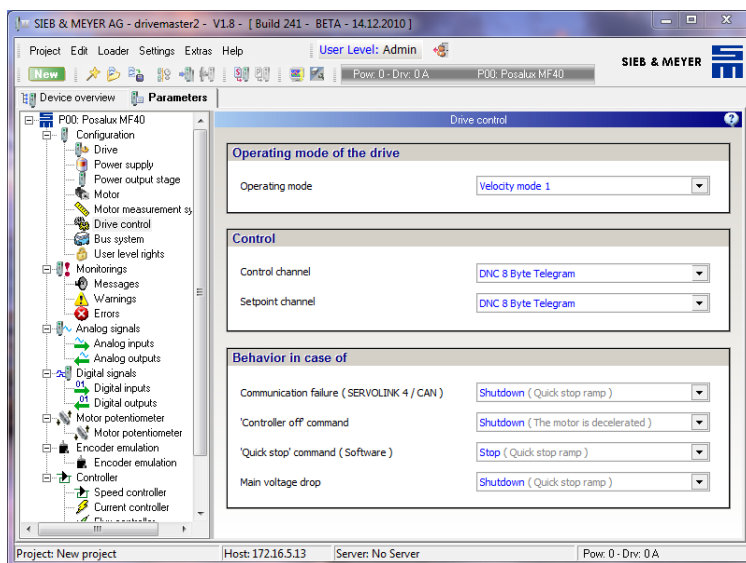 SIEB & MEYER AG - drivemaster2 - V1.8 - [ Build 241 - BETA - 14.12.2010 ]
Project Edit Loader Settings Extras Help User Level: Admin
SIEB & MEYER
New Pow: 0 - Drv: 0 A P00: Posalux MF40
Device overview Parameters
P00: Posalux MF40
Configuration
Drive
Power supply
Power output stage
Motor
Motor measurement sy
Drive control
Bus system
User level rights
Monitorings
Messages
Warnings
Errors
Analog signals
Analog inputs
Analog outputs
Digital signals
Digital inputs
Digital outputs
Motor potentiometer
Motor potentiometer
Encoder emulation
Encoder emulation
Controller
Speed controller
Current controller
Drive control
Operating mode of the drive
Operating mode Velocity mode 1
Control
Control channel DNC 8 Byte Telegram
Setpoint channel DNC 8 Byte Telegram
Behavior in case of
Communication failure ( SERVOLINK 4 / CAN ) Shutdown ( Quick stop ramp )
'Controller off' command Shutdown ( The motor is decelerated )
'Quick stop' command ( Software ) Stop ( Quick stop ramp )
Main voltage drop Shutdown ( Quick stop ramp )
Project: New project Host: 172.16.5.13 Server: No Server Pow: 0 - Drv: 0 A